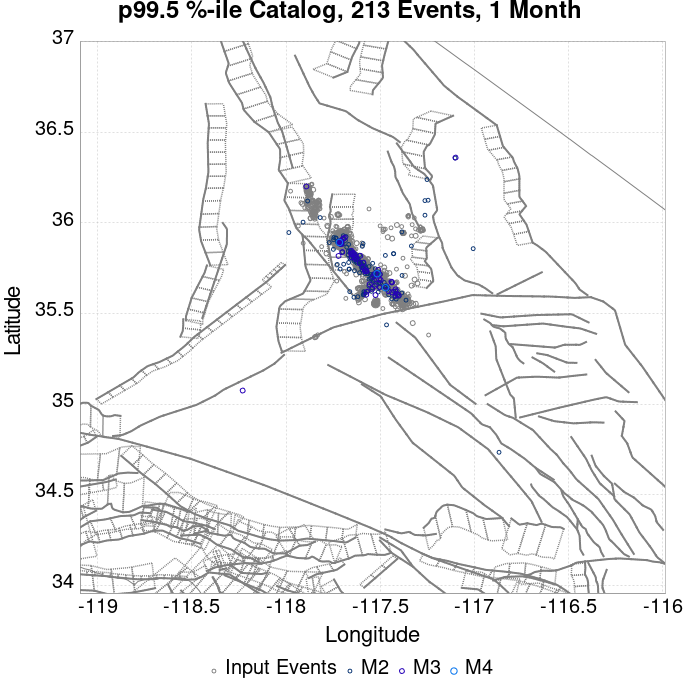 p99.5 %-ile Catalog, 213 Events, 1 Month
37
36.5
36
35.5
35
34.5
34
Latitude
-119
-118.5
-118
-117.5
-117
-116.5
-116
Longitude
Input Events
M2
M3
M4